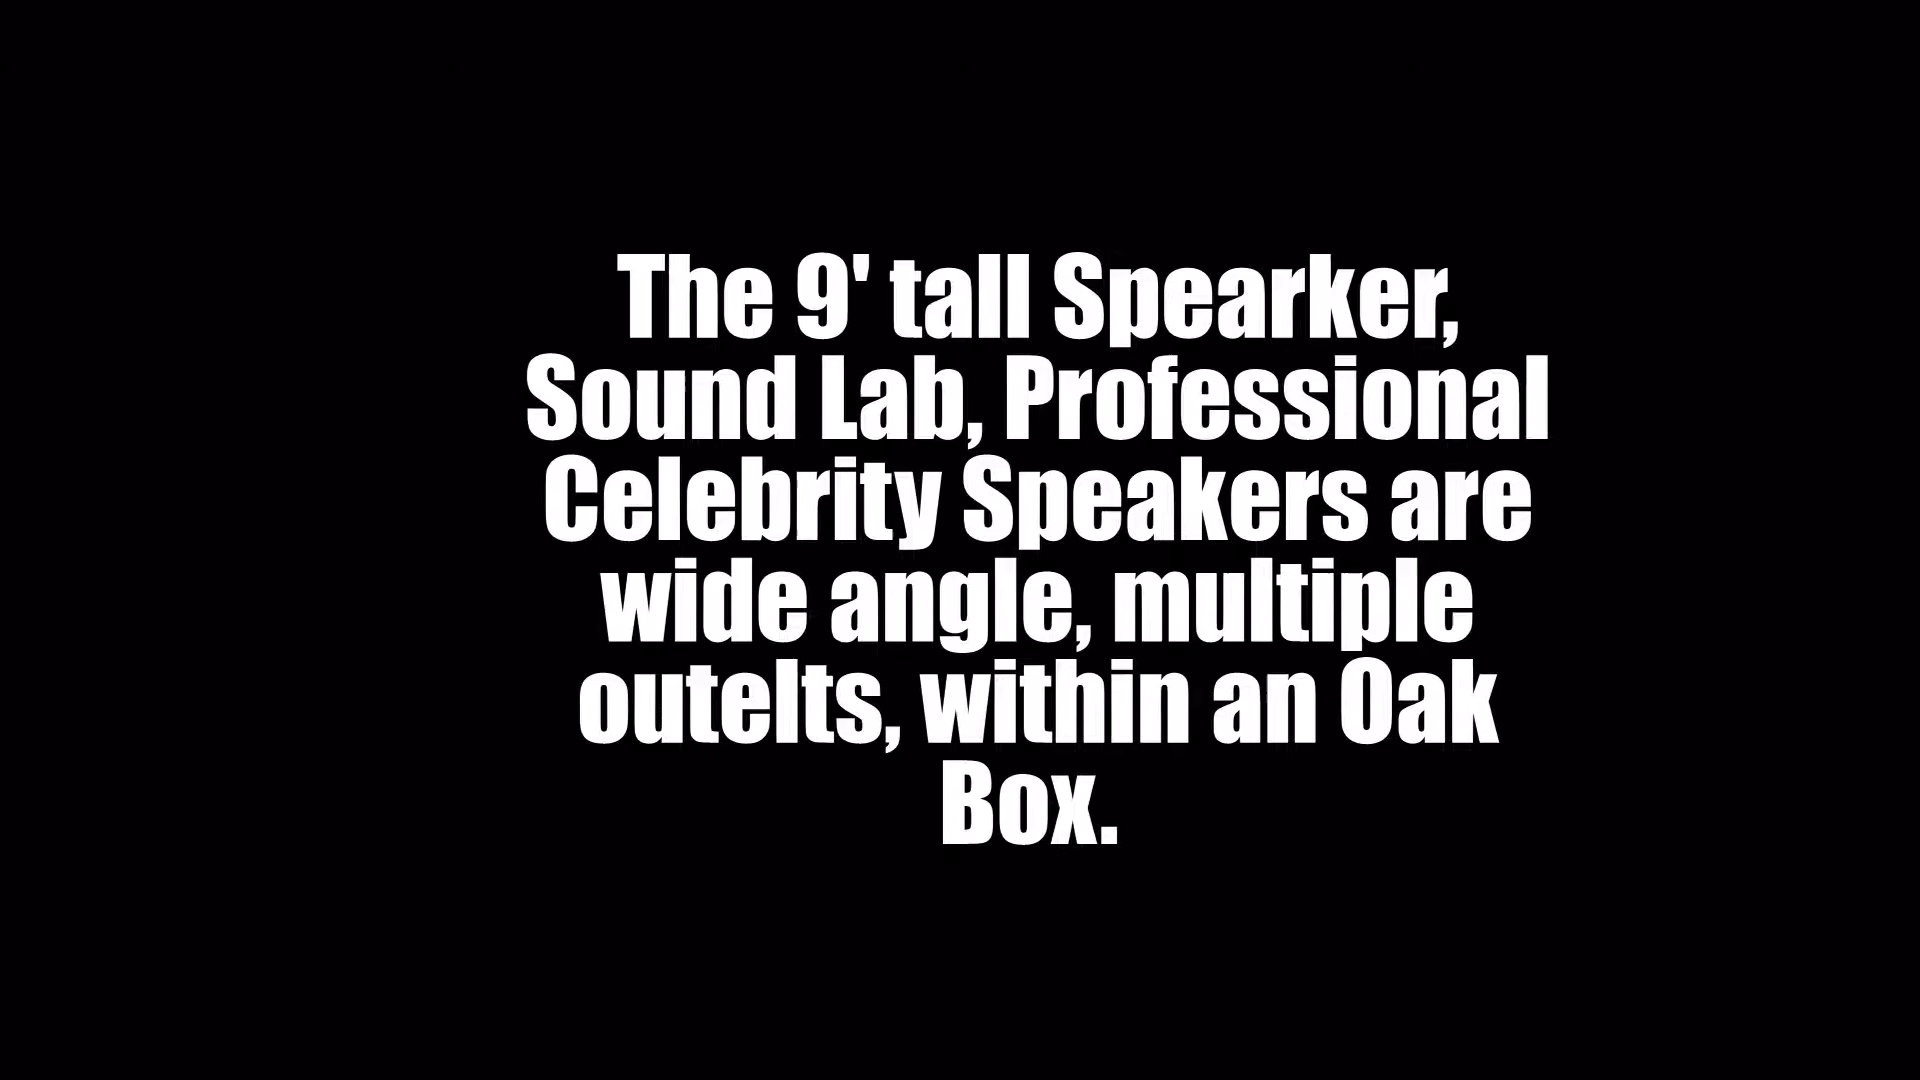 The 9' tall Spearker,
Sound Lab, Professional
Celebrity Speakers are
wide angle, multiple
outelts, within an Oak
Box.